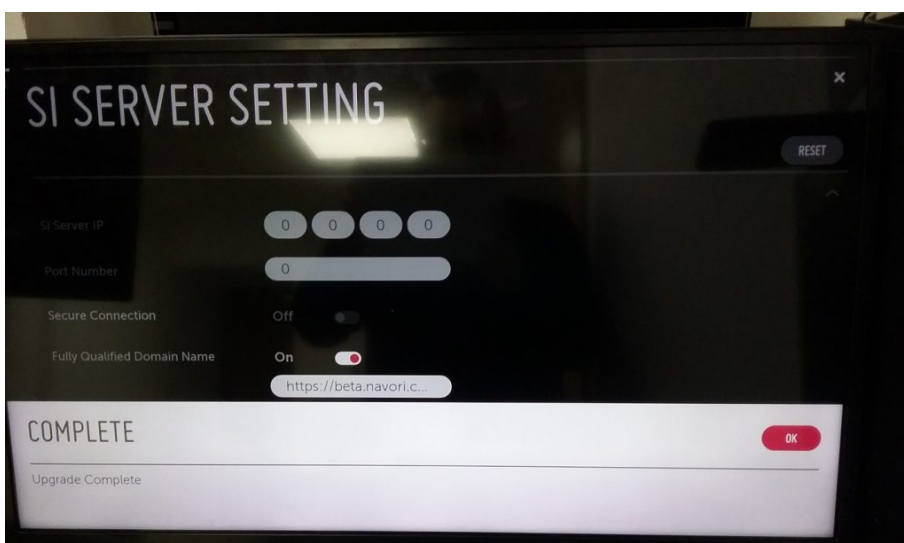 SI SERVER SETTING
×
RESET
SI Server IP 0 0 0 0
Port Number 0
Secure Connection Off
Fully Qualified Domain Name On
https://beta.navori.c...
COMPLETE
OK
Upgrade Complete